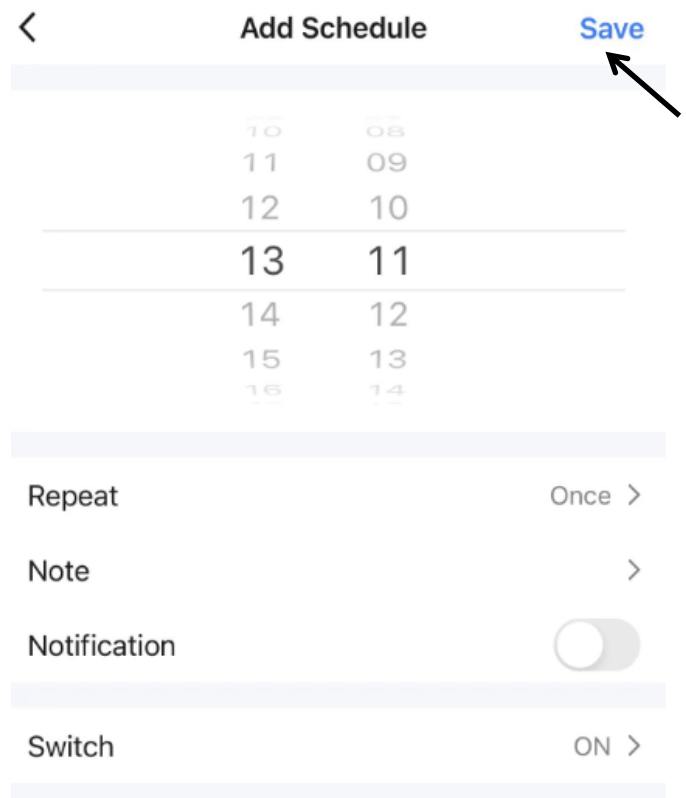 Add Schedule Save
10 08
11 09
12 10
13 11
14 12
15 13
16 14
Repeat Once
Note
Notification
Switch ON